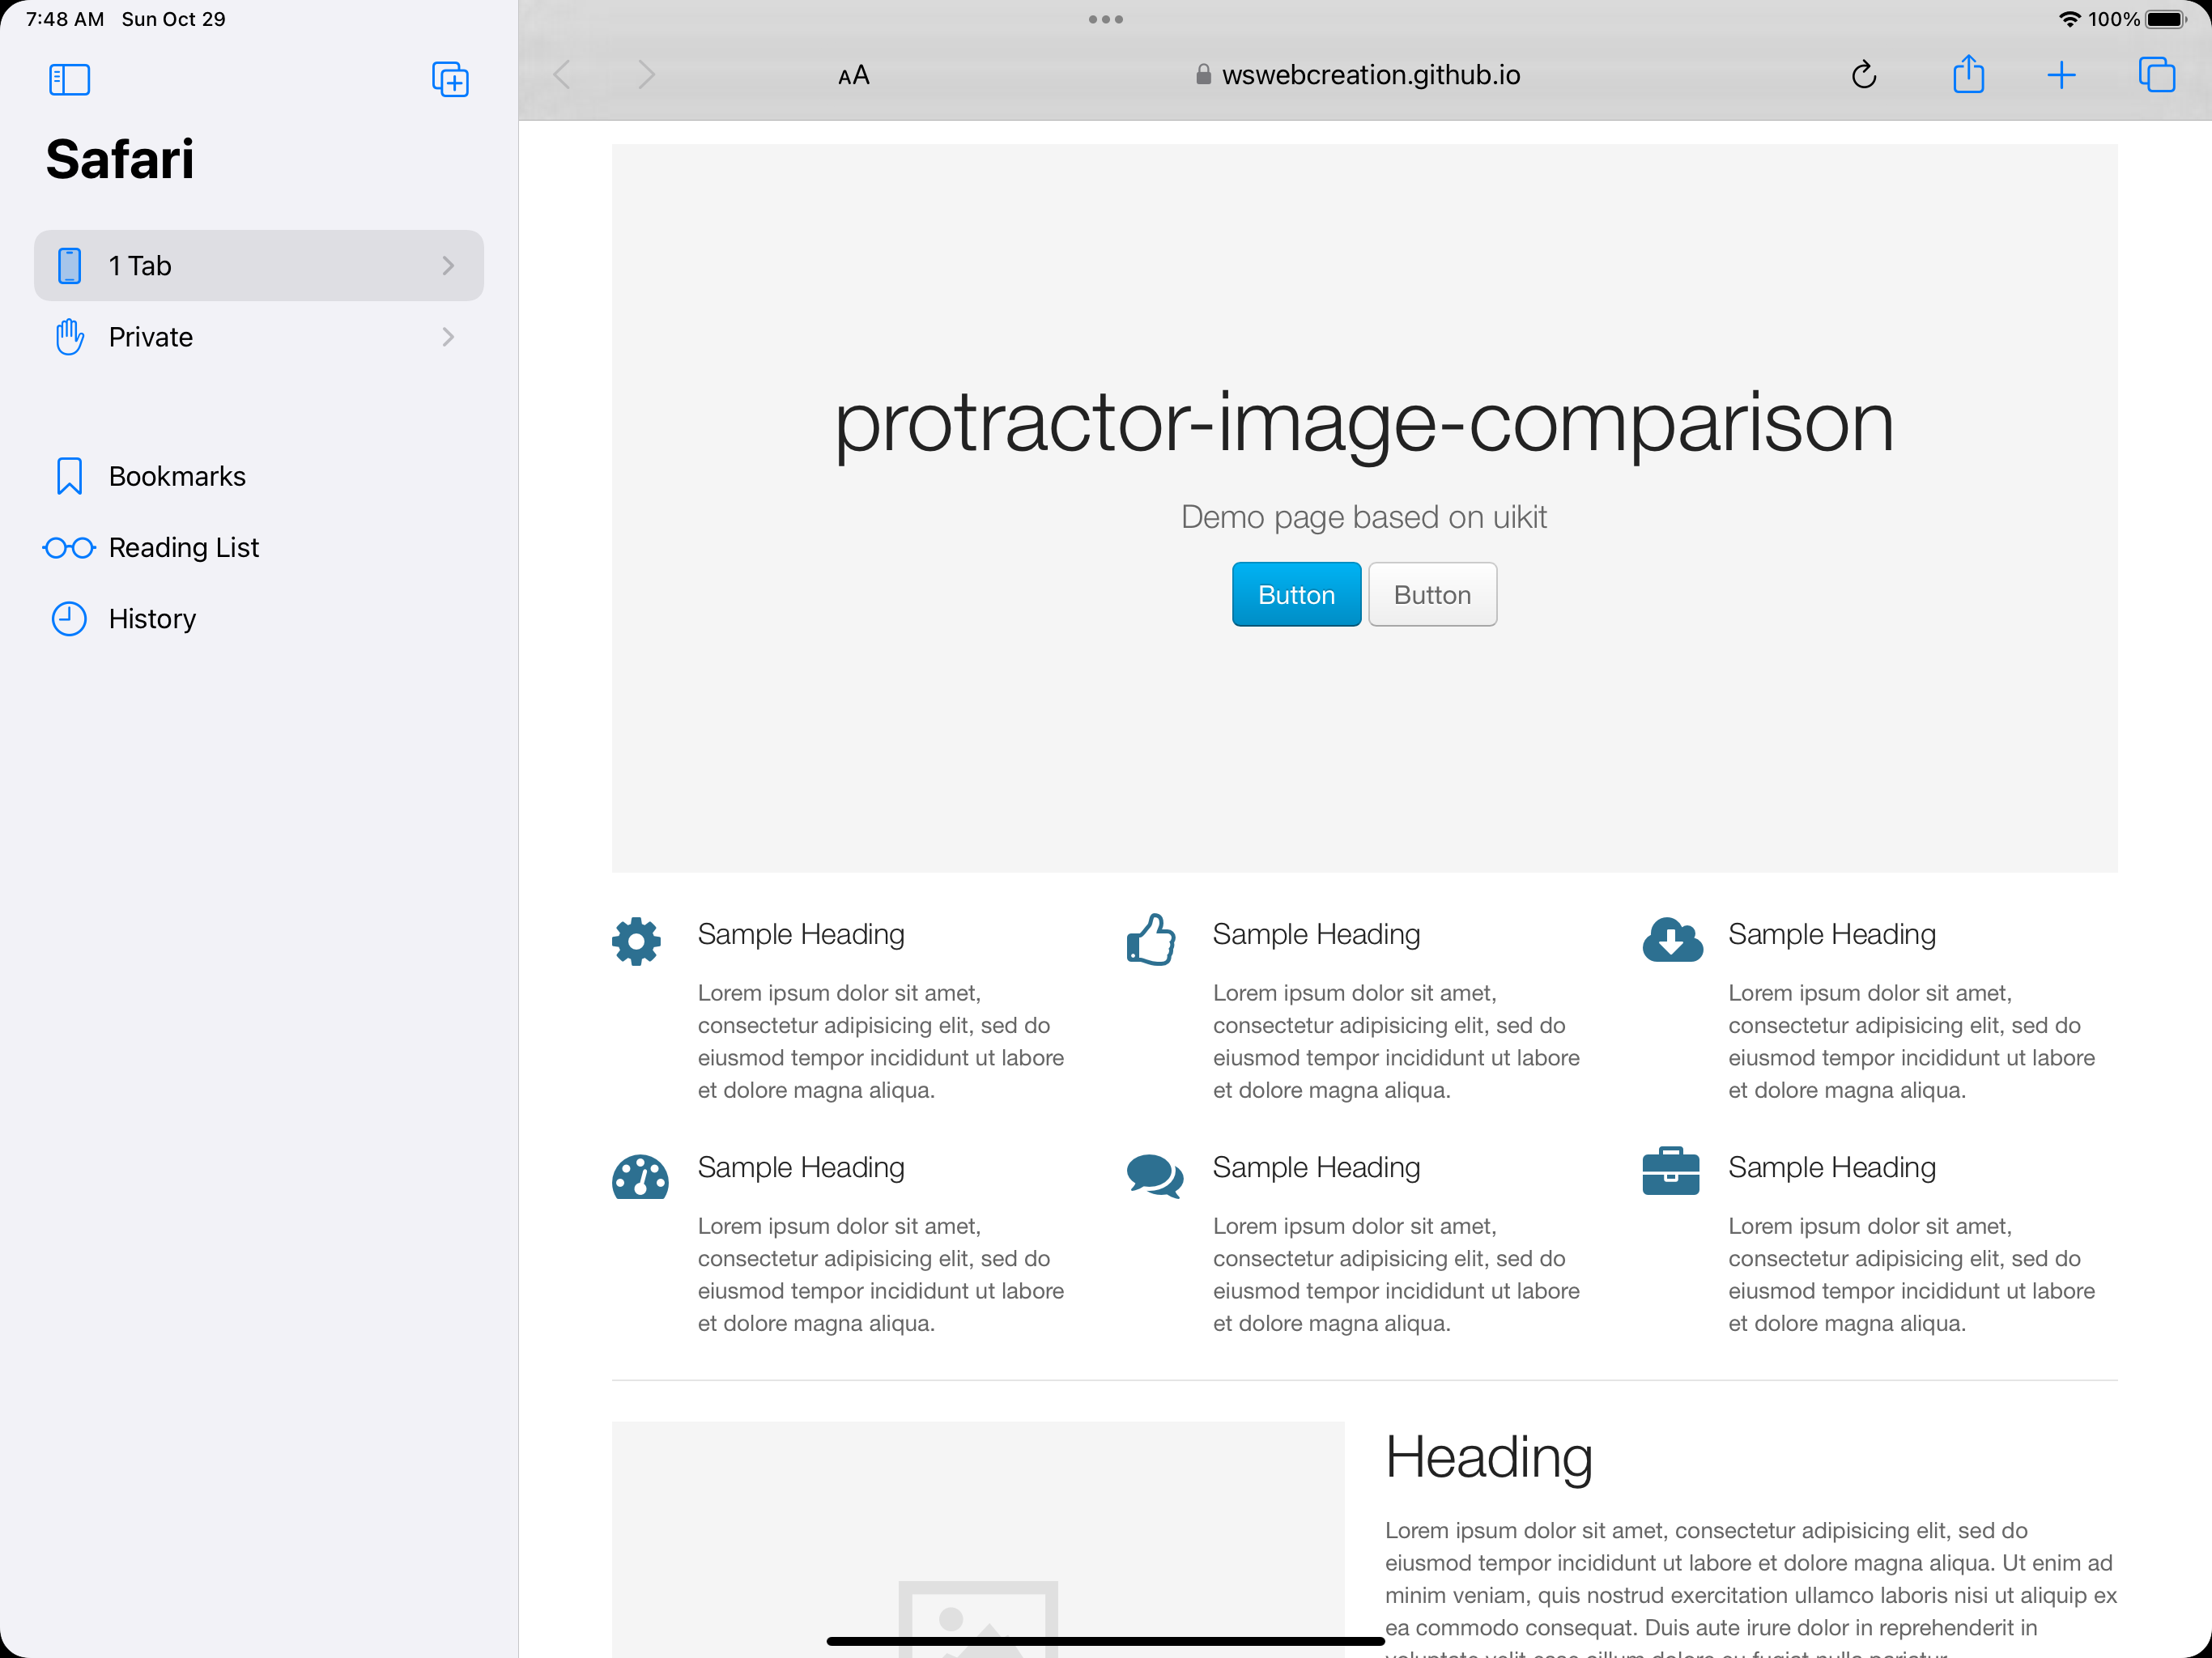 7:48 AM Sun Oct 29
100%
AA
wswebcreation.github.io
Safari
1 Tab
Private
Bookmarks
Reading List
History
protractor-image-comparison
Demo page based on uikit
Button Button
Sample Heading
Lorem ipsum dolor sit amet,
consectetur adipisicing elit, sed do
eiusmod tempor incididunt ut labore
et dolore magna aliqua.
Sample Heading
Lorem ipsum dolor sit amet,
consectetur adipisicing elit, sed do
eiusmod tempor incididunt ut labore
et dolore magna aliqua.
Sample Heading
Lorem ipsum dolor sit amet,
consectetur adipisicing elit, sed do
eiusmod tempor incididunt ut labore
et dolore magna aliqua.
Sample Heading
Lorem ipsum dolor sit amet,
consectetur adipisicing elit, sed do
eiusmod tempor incididunt ut labore
et dolore magna aliqua.
Sample Heading
Lorem ipsum dolor sit amet,
consectetur adipisicing elit, sed do
eiusmod tempor incididunt ut labore
et dolore magna aliqua.
Sample Heading
Lorem ipsum dolor sit amet,
consectetur adipisicing elit, sed do
eiusmod tempor incididunt ut labore
et dolore magna aliqua.
Heading
Lorem ipsum dolor sit amet, consectetur adipisicing elit, sed do
eiusmod tempor incididunt ut labore et dolore magna aliqua. Ut enim ad
minim veniam, quis nostrud exercitation ullamco laboris nisi ut aliquip ex
ea commodo consequat. Duis aute irure dolor in reprehenderit in